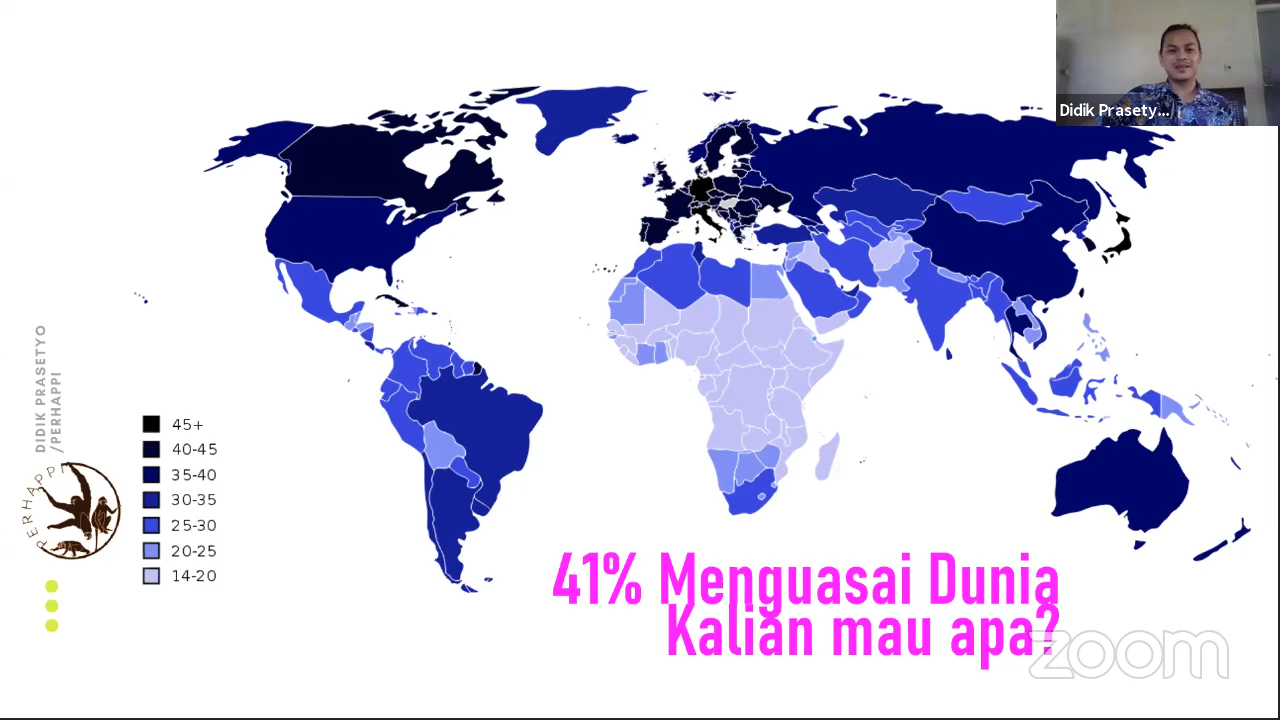 Didik Prasety...
DIDIK PRASETYO
/PERHAPPI
PERHAPPI
45+
40-45
35-40
30-35
25-30
20-25
14-20
41% Menguasai Dunia
Kalian mau apa?
zoom